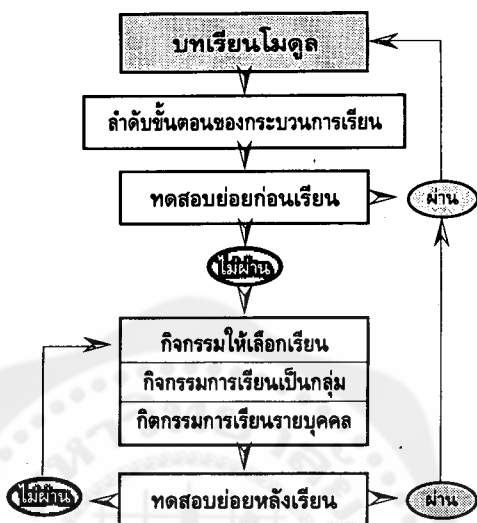 บทเรียนโมดูล
ลำดับขั้นตอนของกระบวนการเรียน
ทดสอบย่อยก่อนเรียน
ผ่าน
ไม่ผ่าน
กิจกรรมให้เลือกเรียน
กิจกรรมการเรียนเป็นกลุ่ม
กิตกรรมการเรียนรายบุคคล
ไม่ผ่าน
ทดสอบย่อยหลังเรียน
ผ่าน